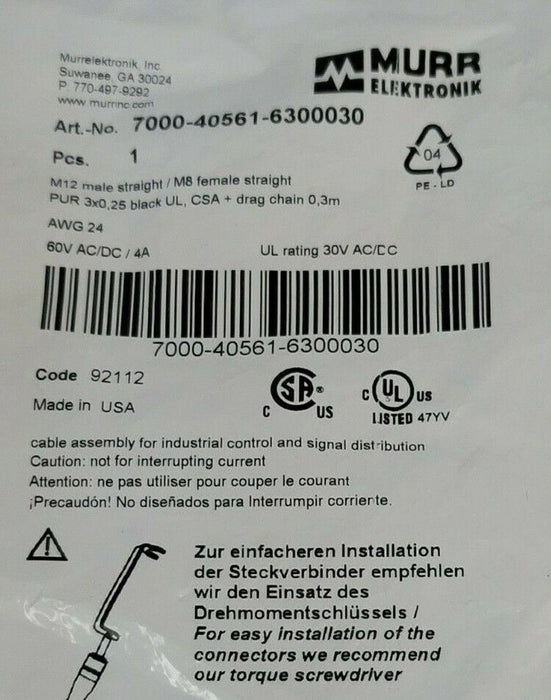 Murrelektronik, Inc.
Suwanee, GA 30024
P 770-497-9292
www.murrinc.com
MURR
ELEKTRONIK
Art.-No. 7000-40561-6300030
Pcs. 1
04
PE-LD
M12 male straight / M8 female straight
PUR 3x0,25 black UL, CSA + drag chain 0,3m
AWG 24
60V AC/DC / 4A
UL rating 30V AC/DC
7000-40561-6300030
Code 92112
Made in USA
C SA® US
C UL US
LISTED 47YV
cable assembly for industrial control and signal distribution
Caution: not for interrupting current
Attention: ne pas utiliser pour couper le courant
¡Precaudón! No diseñados para Interrumpir corriente.
Zur einfacheren Installation
der Steckverbinder empfehlen
wir den Einsatz des
Drehmomentschlüssels /
For easy installation of the
connectors we recommend
our torque screwdriver